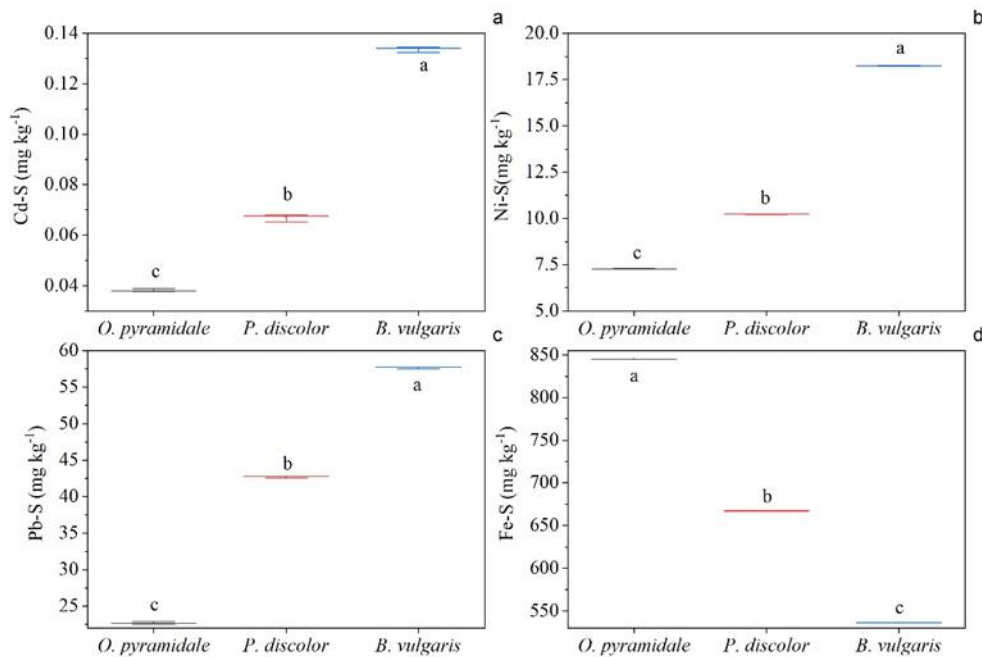 a
0.14
0.12
0.10
0.08
0.06
0.04
Cd-S (mg kg-1)
a
b
c
O. pyramidale P. discolor B. vulgaris
b
20.0
17.5
15.0
12.5
10.0
7.5
5.0
Ni-S(mg kg-1)
a
b
c
O. pyramidale P. discolor B. vulgaris
c
60
55
50
45
40
35
30
25
Pb-S (mg kg-1)
a
b
c
O. pyramidale P. discolor B. vulgaris
d
850
800
750
700
650
600
550
Fe-S (mg kg-1)
a
b
c
O. pyramidale P. discolor B. vulgaris